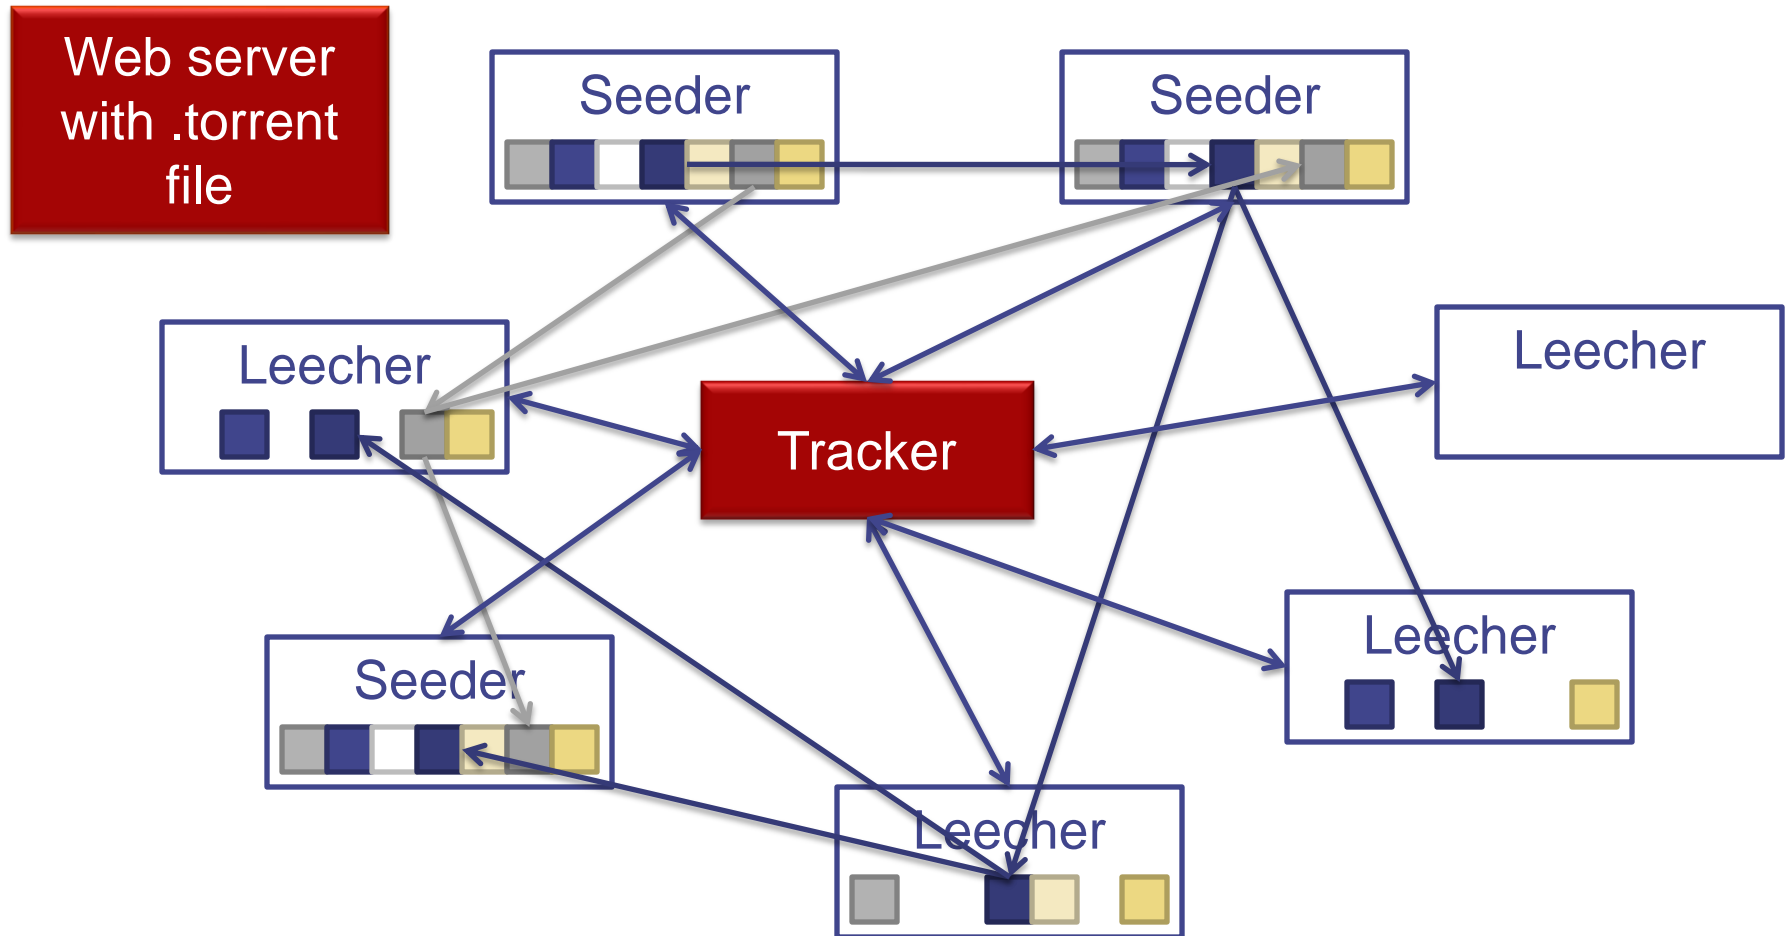 Web server
with .torrent
file
Seeder
Seeder
Leecher
Leecher
Tracker
Leecher
Seeder
Leecher